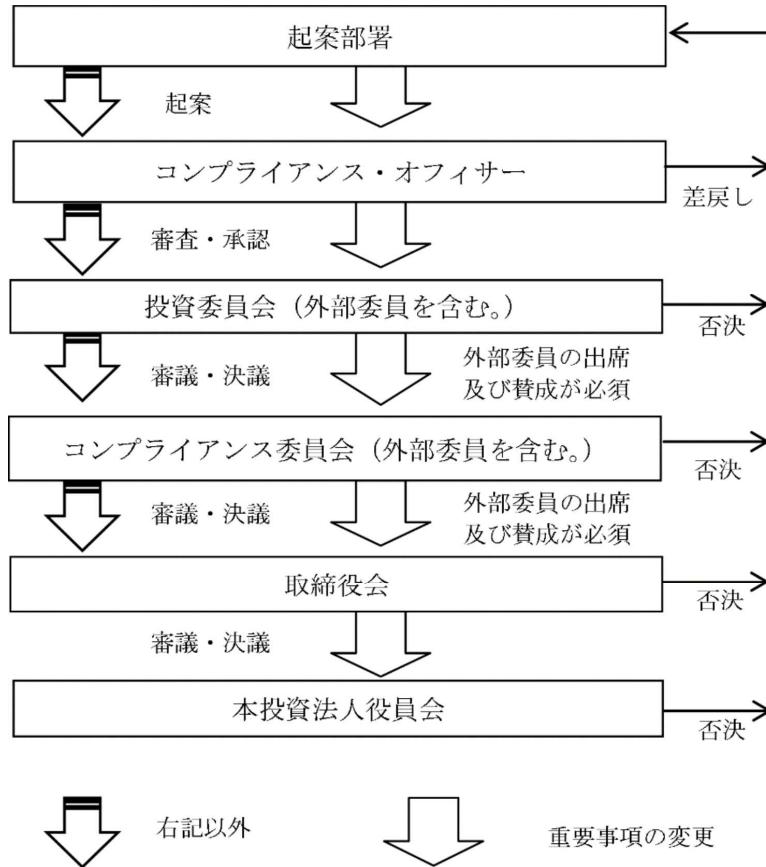 起案部署
起案
コンプライアンス・オフィサー
差戻し
審査・承認
投資委員会（外部委員を含む。）
否決
審議・決議
外部委員の出席
及び賛成が必須
コンプライアンス委員会（外部委員を含む。）
否決
審議・決議
外部委員の出席
及び賛成が必須
取締役会
否決
審議・決議
本投資法人役員会
否決
右記以外
重要事項の変更